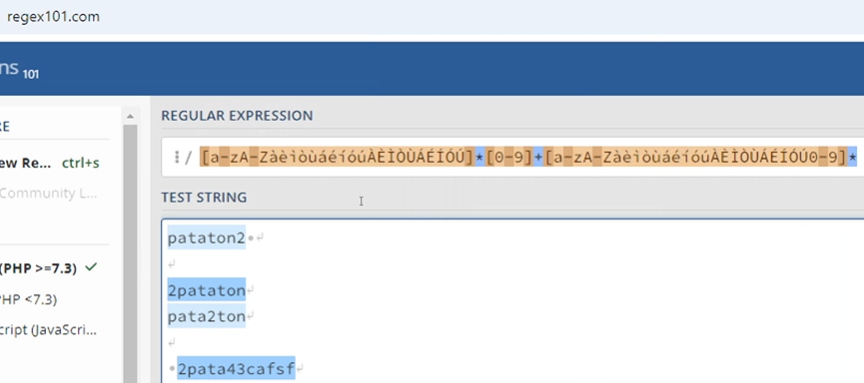 regex101.com
ns 101
RE
REGULAR EXPRESSION
ew Re... ctrl+s
/ [a-zA-ZàèìòùáéíóúÀÈÌÒÙÁÉÍÓÚ]*[0-9]+[a-zA-ZàèìòùáéíóúÀÈÌÒÙÁÉÍÓÚ0-9]*
Community L...
TEST STRING
pataton2
(PHP >=7.3)
2pataton
HP <7.3)
pata2ton
cript (JavaScri...
2pata43cafsf